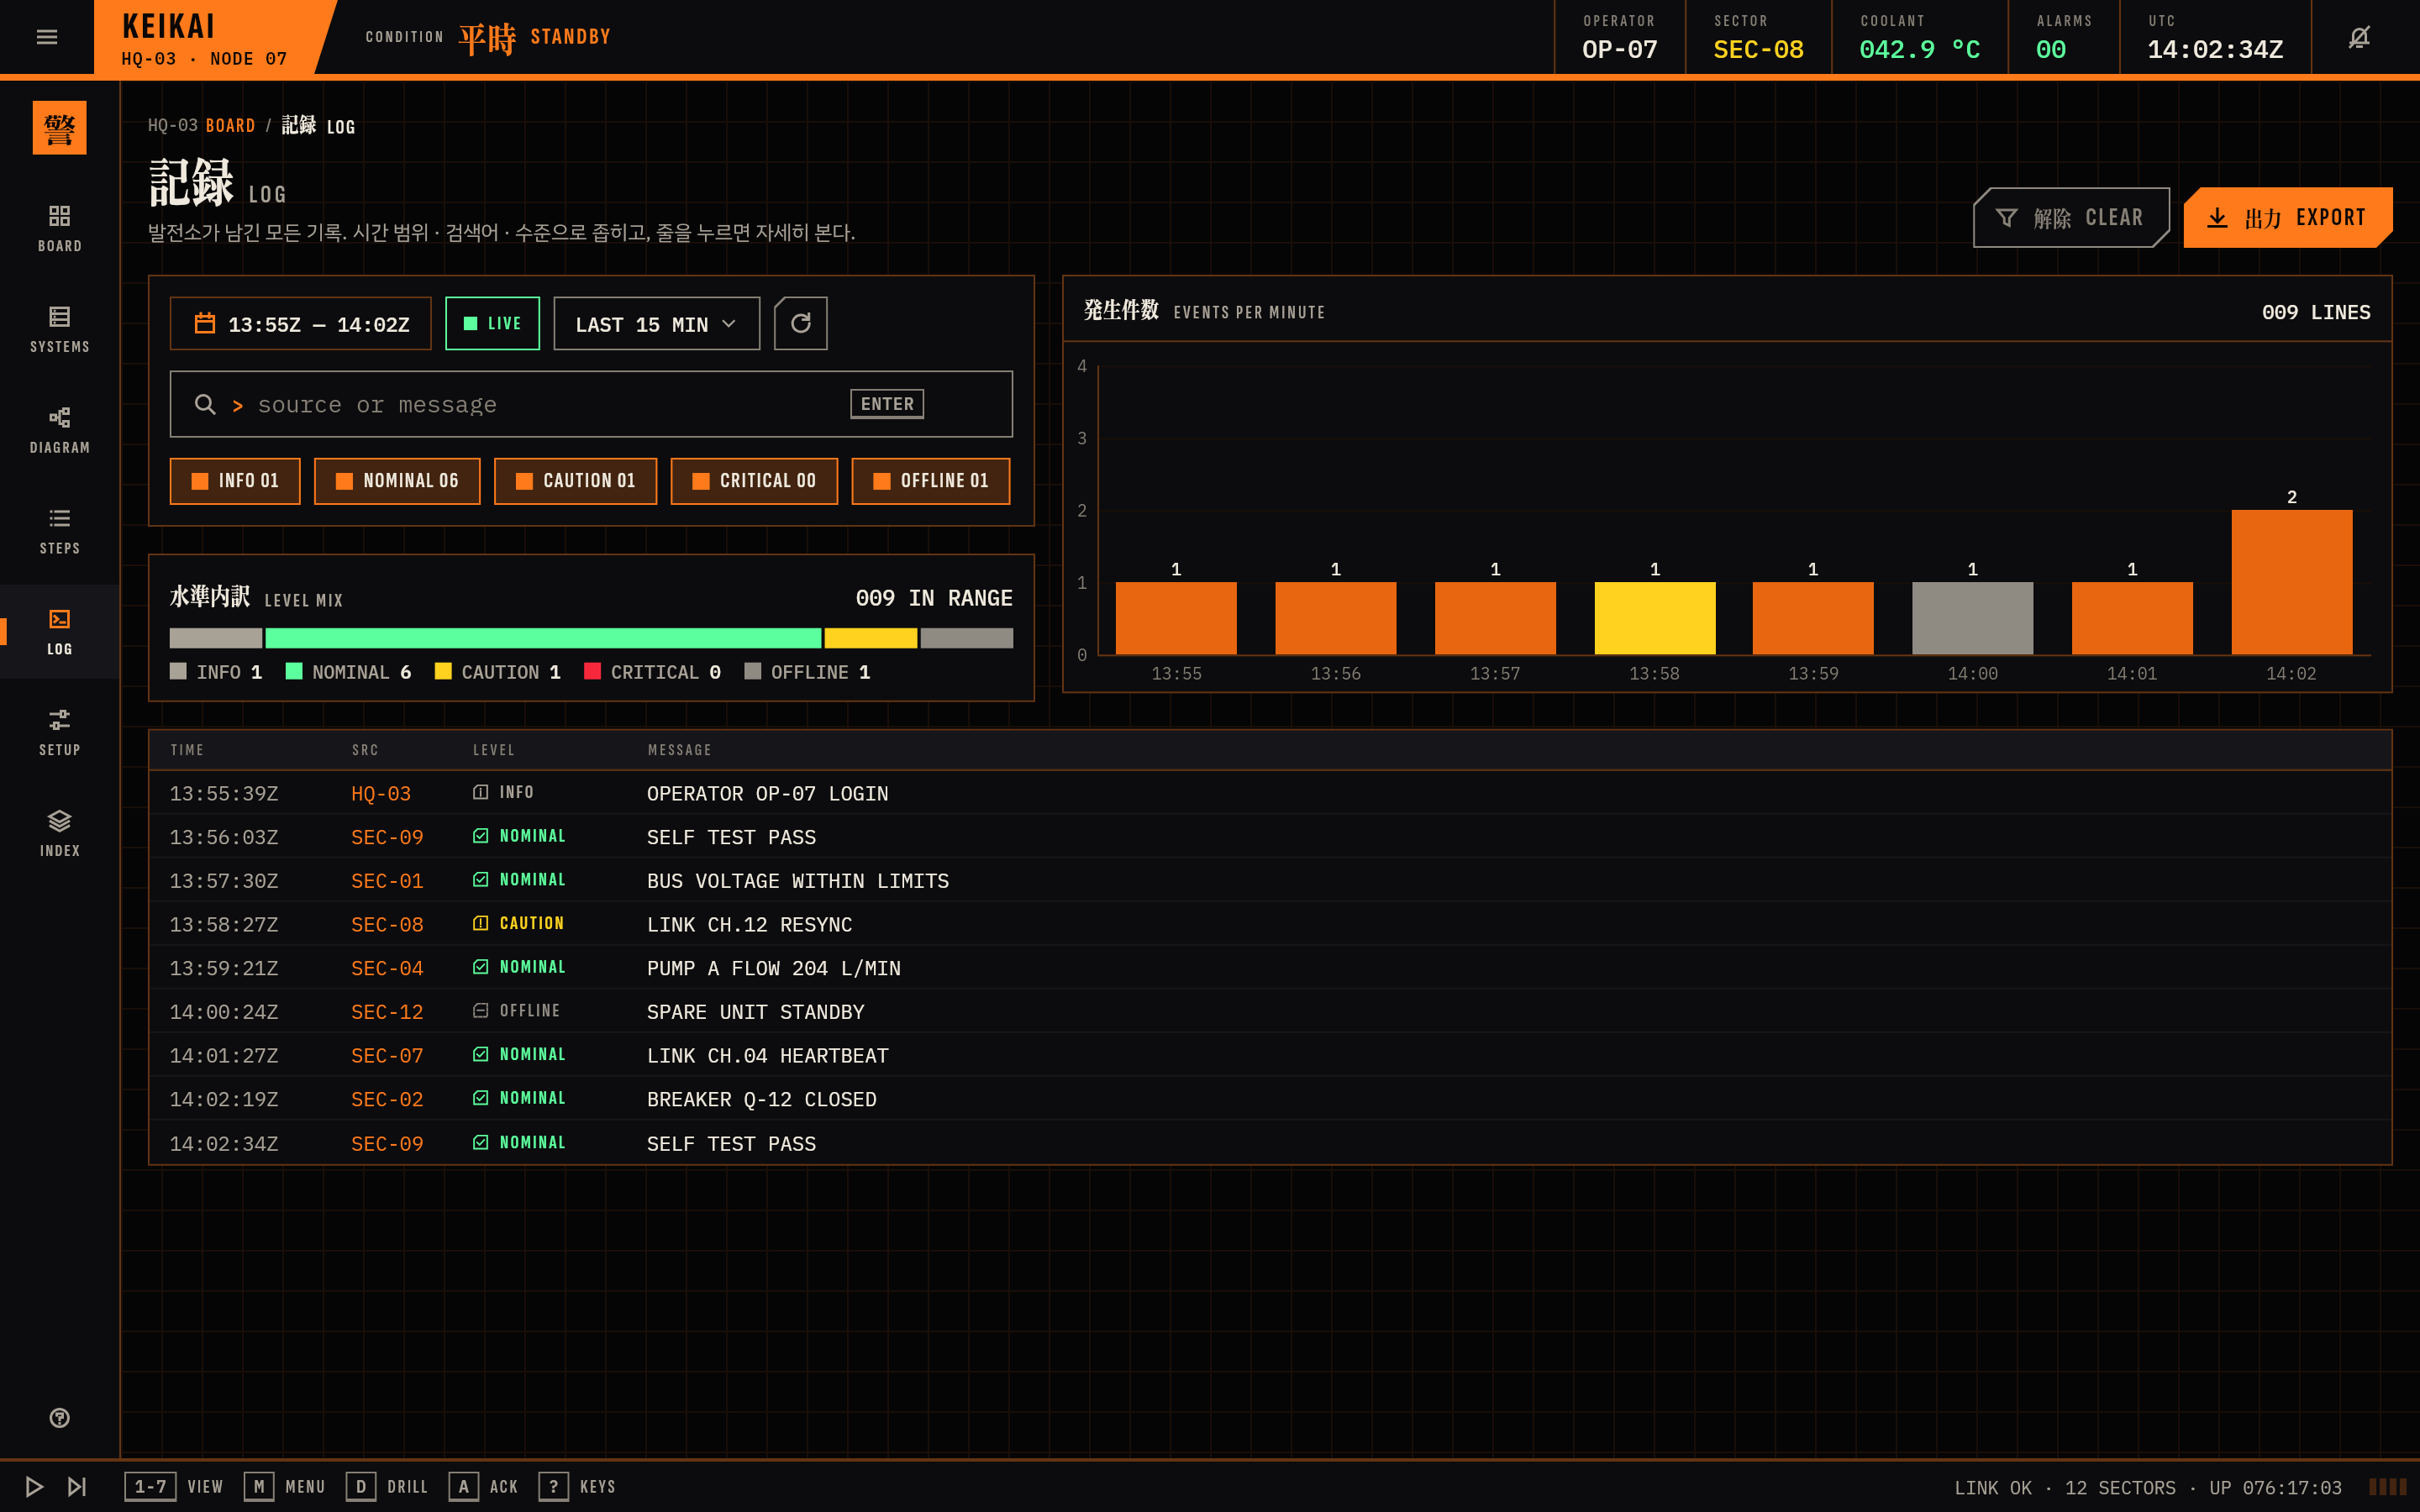 KEIKAI
HQ-03 · NODE 07
CONDITION 平時 STANDBY
OPERATOR
OP-07
SECTOR
SEC-08
COOLANT
042.9 °C
ALARMS
00
UTC
14:02:34Z
警
BOARD
SYSTEMS
DIAGRAM
STEPS
LOG
SETUP
INDEX
HQ-03 BOARD / 記録 LOG
記録 LOG
발전소가 남긴 모든 기록. 시간 범위 · 검색어 · 수준으로 좁히고, 줄을 누르면 자세히 본다.
解除 CLEAR
出力 EXPORT
13:55Z — 14:02Z
LIVE
LAST 15 MIN
> source or message
ENTER
INFO 01
NOMINAL 06
CAUTION 01
CRITICAL 00
OFFLINE 01
水準内訳 LEVEL MIX
009 IN RANGE
INFO 1
NOMINAL 6
CAUTION 1
CRITICAL 0
OFFLINE 1
発生件数 EVENTS PER MINUTE
009 LINES
4
3
2
1
0
1
1
1
1
1
1
1
2
13:55
13:56
13:57
13:58
13:59
14:00
14:01
14:02
TIME SRC LEVEL MESSAGE
13:55:39Z HQ-03 INFO OPERATOR OP-07 LOGIN
13:56:03Z SEC-09 NOMINAL SELF TEST PASS
13:57:30Z SEC-01 NOMINAL BUS VOLTAGE WITHIN LIMITS
13:58:27Z SEC-08 CAUTION LINK CH.12 RESYNC
13:59:21Z SEC-04 NOMINAL PUMP A FLOW 204 L/MIN
14:00:24Z SEC-12 OFFLINE SPARE UNIT STANDBY
14:01:27Z SEC-07 NOMINAL LINK CH.04 HEARTBEAT
14:02:19Z SEC-02 NOMINAL BREAKER Q-12 CLOSED
14:02:34Z SEC-09 NOMINAL SELF TEST PASS
1-7 VIEW M MENU D DRILL A ACK ? KEYS
LINK OK · 12 SECTORS · UP 076:17:03